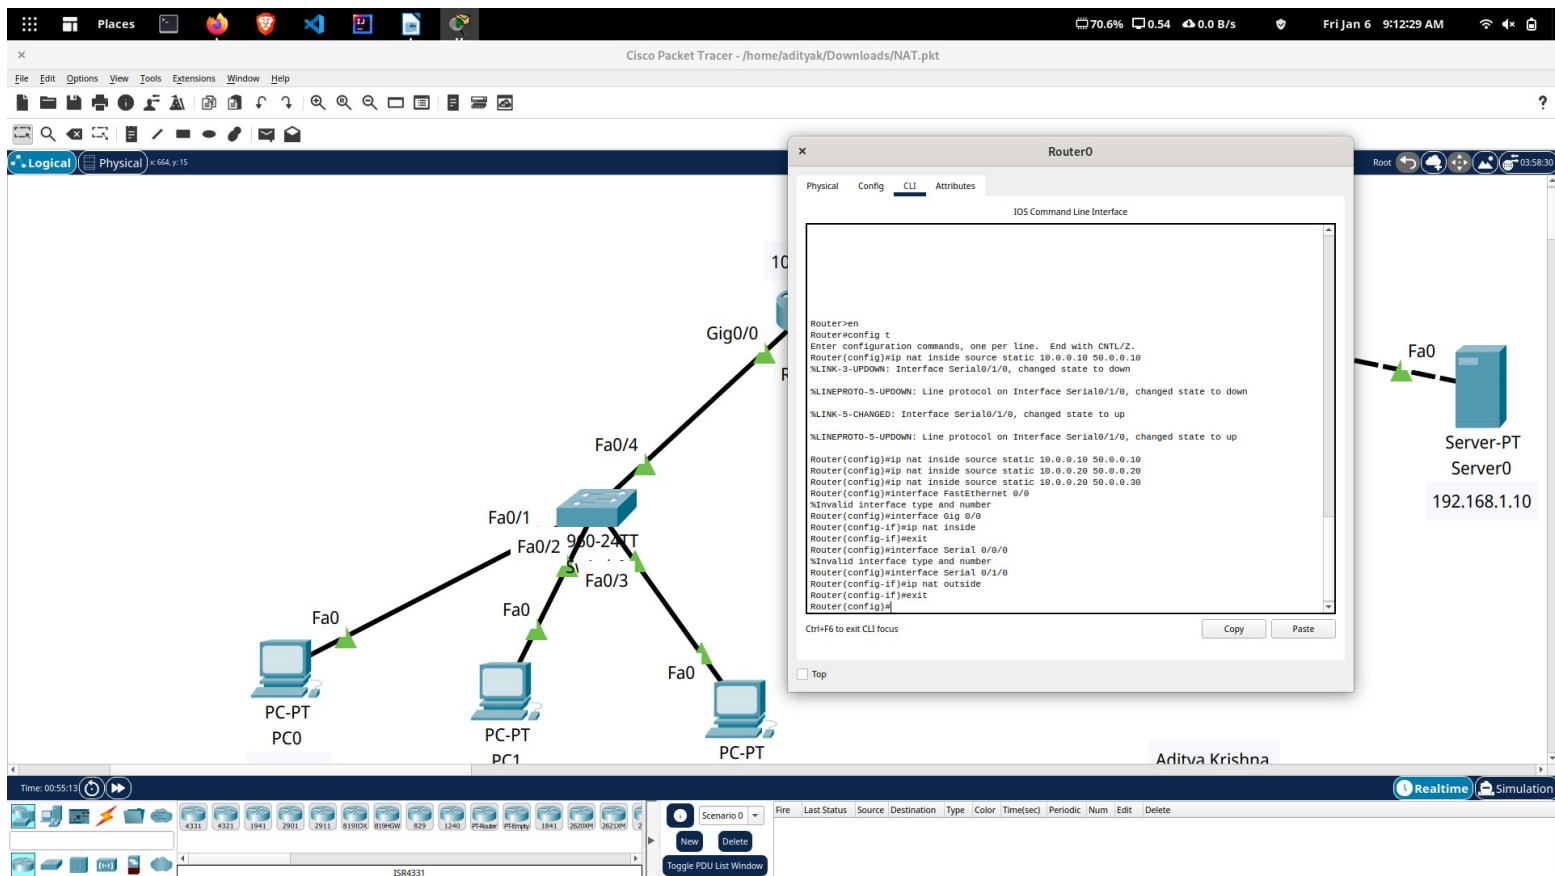 Places
70.6% 0.54 0.0 B/s
Fri Jan 6 9:12:29 AM
Cisco Packet Tracer - /home/adityak/Downloads/NAT.pkt
File Edit Options View Tools Extensions Window Help
?
Logical Physical x: 664, y: 15
Root 03:58:30
Router0
Physical Config CLI Attributes
IOS Command Line Interface
Router>en
Router#config t
Enter configuration commands, one per line. End with CNTL/Z.
Router(config)#ip nat inside source static 10.0.0.10 50.0.0.10
%LINK-3-UPDOWN: Interface Serial0/1/0, changed state to down
%LINEPROTO-5-UPDOWN: Line protocol on Interface Serial0/1/0, changed state to down
%LINK-5-CHANGED: Interface Serial0/1/0, changed state to up
%LINEPROTO-5-UPDOWN: Line protocol on Interface Serial0/1/0, changed state to up
Router(config)#ip nat inside source static 10.0.0.10 50.0.0.10
Router(config)#ip nat inside source static 10.0.0.20 50.0.0.20
Router(config)#ip nat inside source static 10.0.0.20 50.0.0.30
Router(config)#interface FastEthernet 0/0
%Invalid interface type and number
Router(config)#interface Gig 0/0
Router(config-if)#ip nat inside
Router(config-if)#exit
Router(config)#interface Serial 0/0/0
%Invalid interface type and number
Router(config)#interface Serial 0/1/0
Router(config-if)#ip nat outside
Router(config-if)#exit
Router(config)#
Ctrl+F6 to exit CLI focus
Copy Paste
Top
10
Gig0/0
R
Fa0/4
Fa0/1
Fa0/2
Fa0/3
Fa0
PC-PT
PC0
Fa0
PC-PT
PC1
Fa0
PC-PT
Fa0
Server-PT
Server0
192.168.1.10
Aditya Krishna
Time: 00:55:13
Realtime Simulation
4331 4321 1941 2901 2911 819IOX 819HGW 829 1240 PT-Router PT-Empty 1841 2620XM 2621XM
ISR4331
Scenario 0
New Delete
Toggle PDU List Window
Fire Last Status Source Destination Type Color Time(sec) Periodic Num Edit Delete